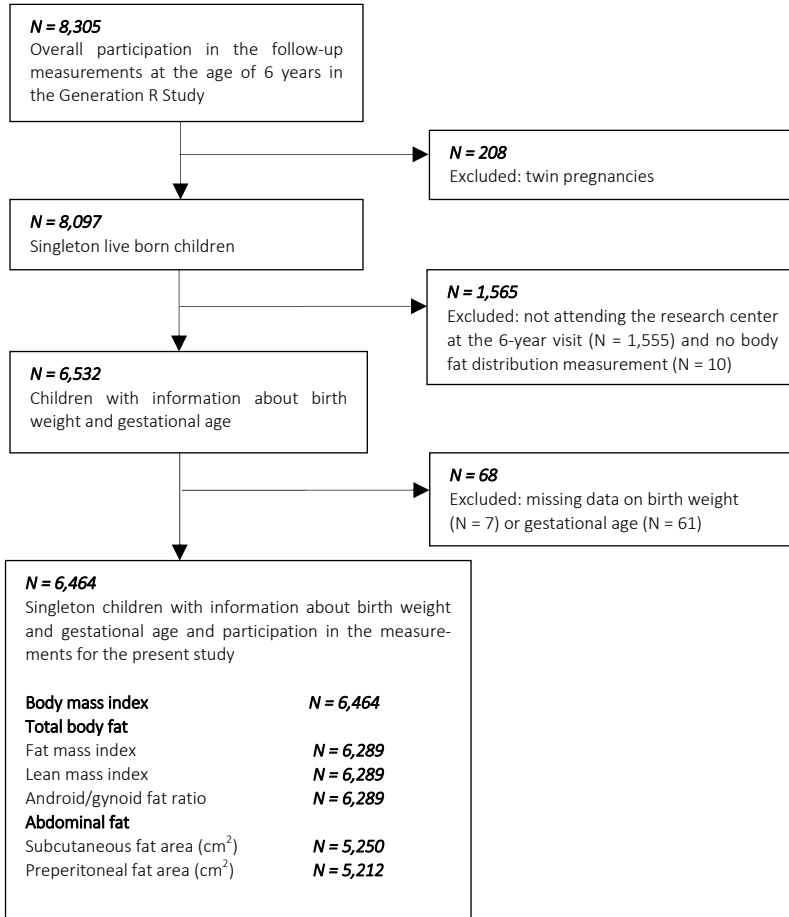 N = 8,305
Overall participation in the follow-up
measurements at the age of 6 years in
the Generation R Study
N = 208
Excluded: twin pregnancies
N = 8,097
Singleton live born children
N = 1,565
Excluded: not attending the research center
at the 6-year visit (N = 1,555) and no body
fat distribution measurement (N = 10)
N = 6,532
Children with information about birth
weight and gestational age
N = 68
Excluded: missing data on birth weight
(N = 7) or gestational age (N = 61)
N = 6,464
Singleton children with information about birth weight
and gestational age and participation in the measure-
ments for the present study
Body mass index N = 6,464
Total body fat
Fat mass index N = 6,289
Lean mass index N = 6,289
Android/gynoid fat ratio N = 6,289
Abdominal fat
Subcutaneous fat area (cm²) N = 5,250
Preperitoneal fat area (cm²) N = 5,212